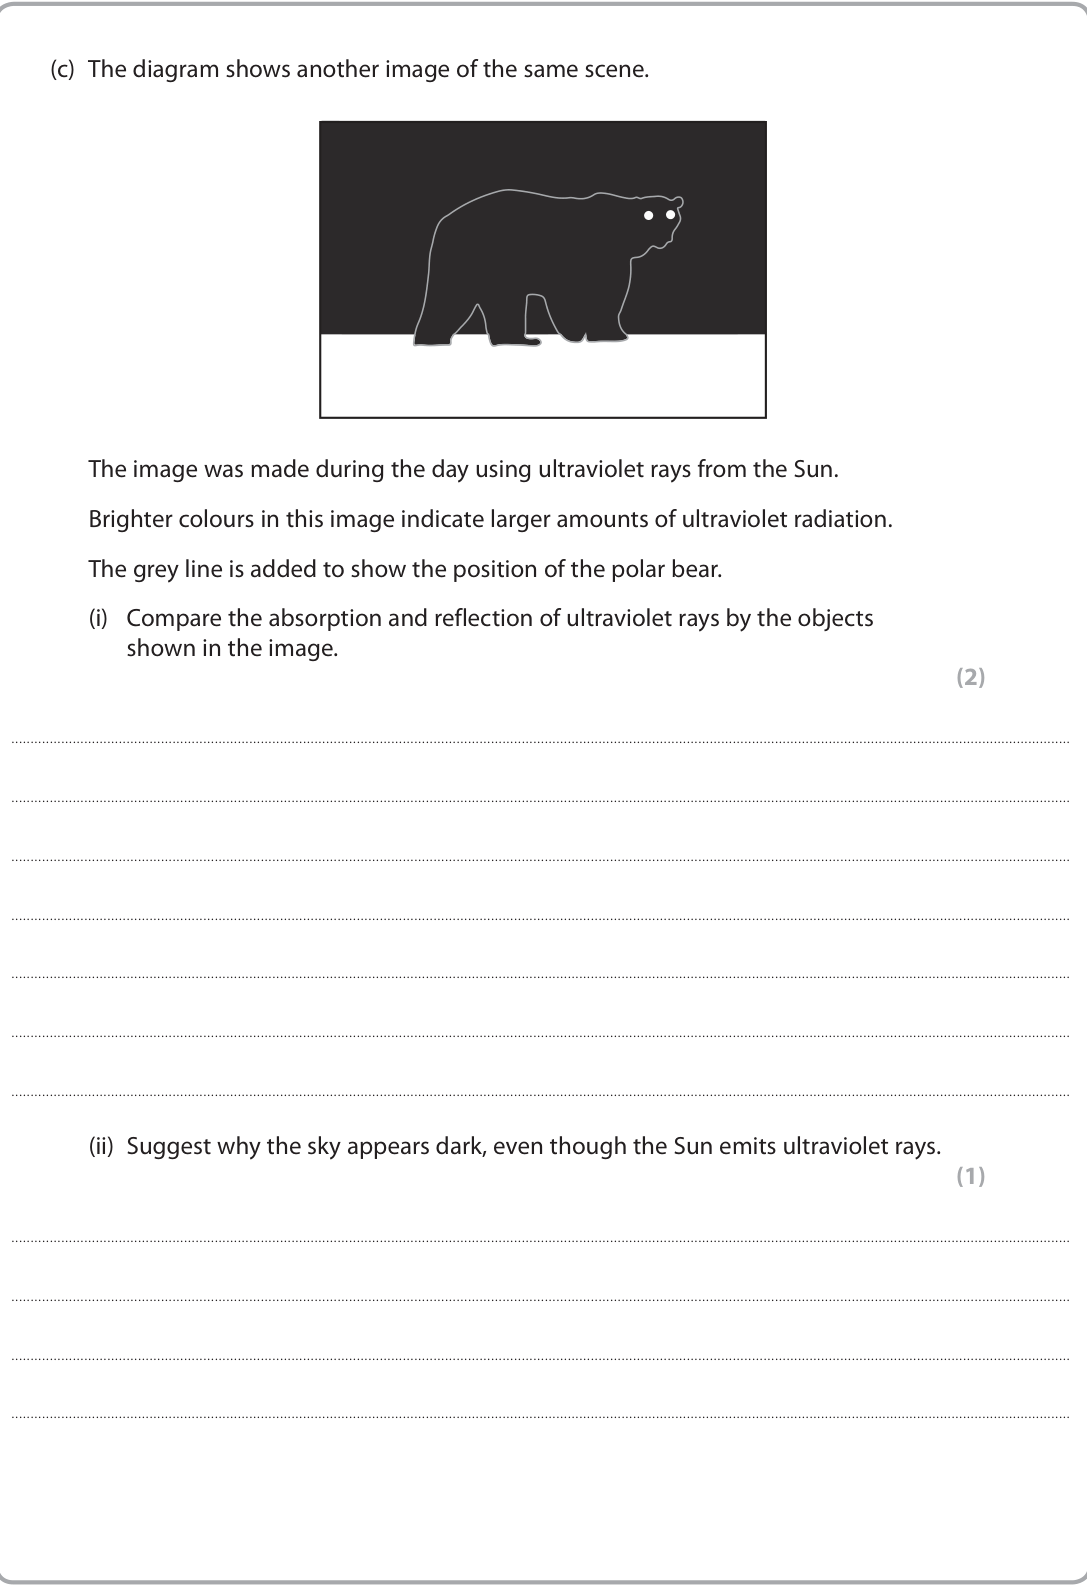 (c) The diagram shows another image of the same scene.
The image was made during the day using ultraviolet rays from the Sun.
Brighter colours in this image indicate larger amounts of ultraviolet radiation.
The grey line is added to show the position of the polar bear.
(i) Compare the absorption and reflection of ultraviolet rays by the objects
shown in the image.
(2)
(ii) Suggest why the sky appears dark, even though the Sun emits ultraviolet rays.
(1)